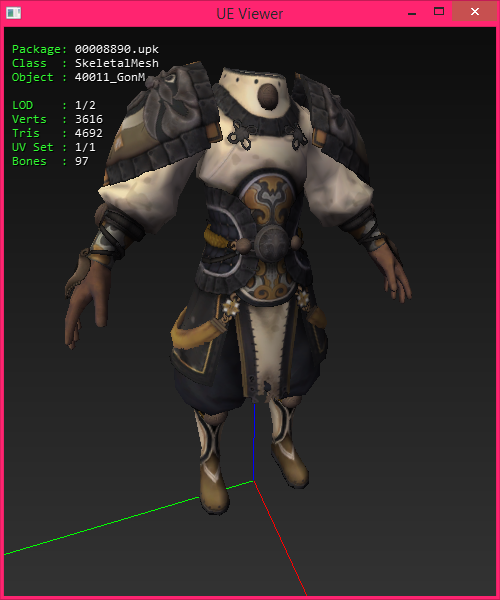 UE Viewer
Package: 00008890.upk
Class  : SkeletalMesh
Object : 40011_GonM
LOD    : 1/2
Verts  : 3616
Tris   : 4692
UV Set : 1/1
Bones  : 97